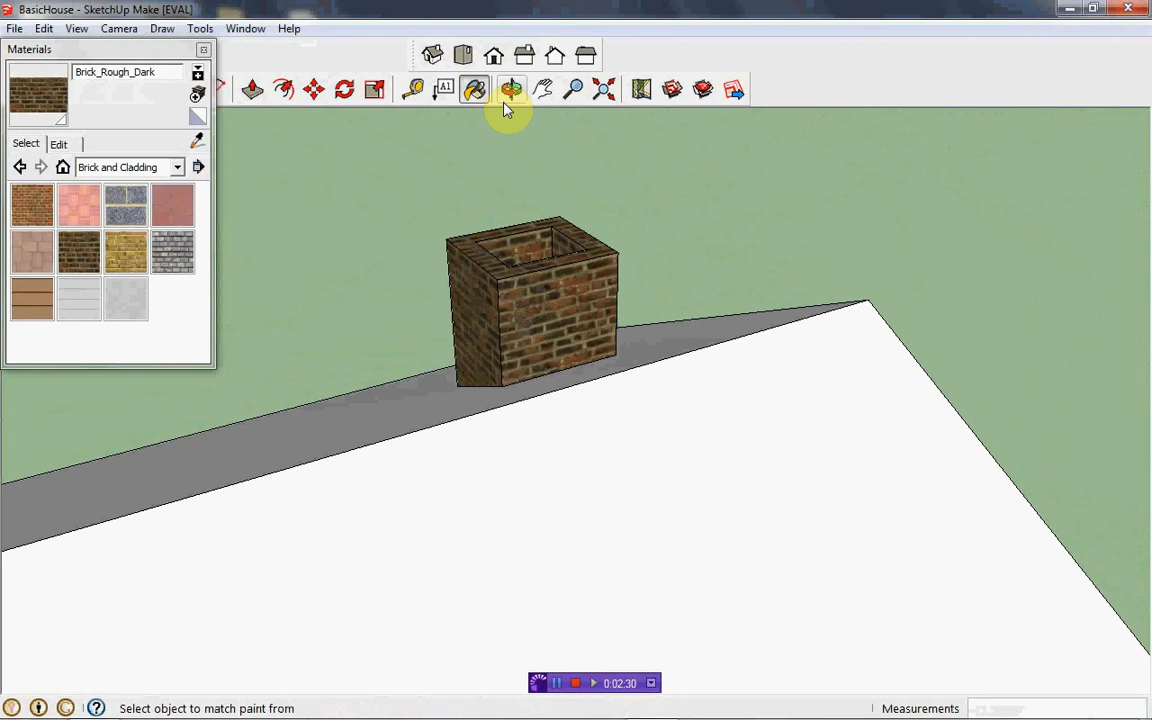 BasicHouse - SketchUp Make [EVAL]
File Edit View Camera Draw Tools Window Help
Materials
Brick_Rough_Dark
A1
Select Edit
Brick and Cladding
0:02:30
Select object to match paint from
Measurements